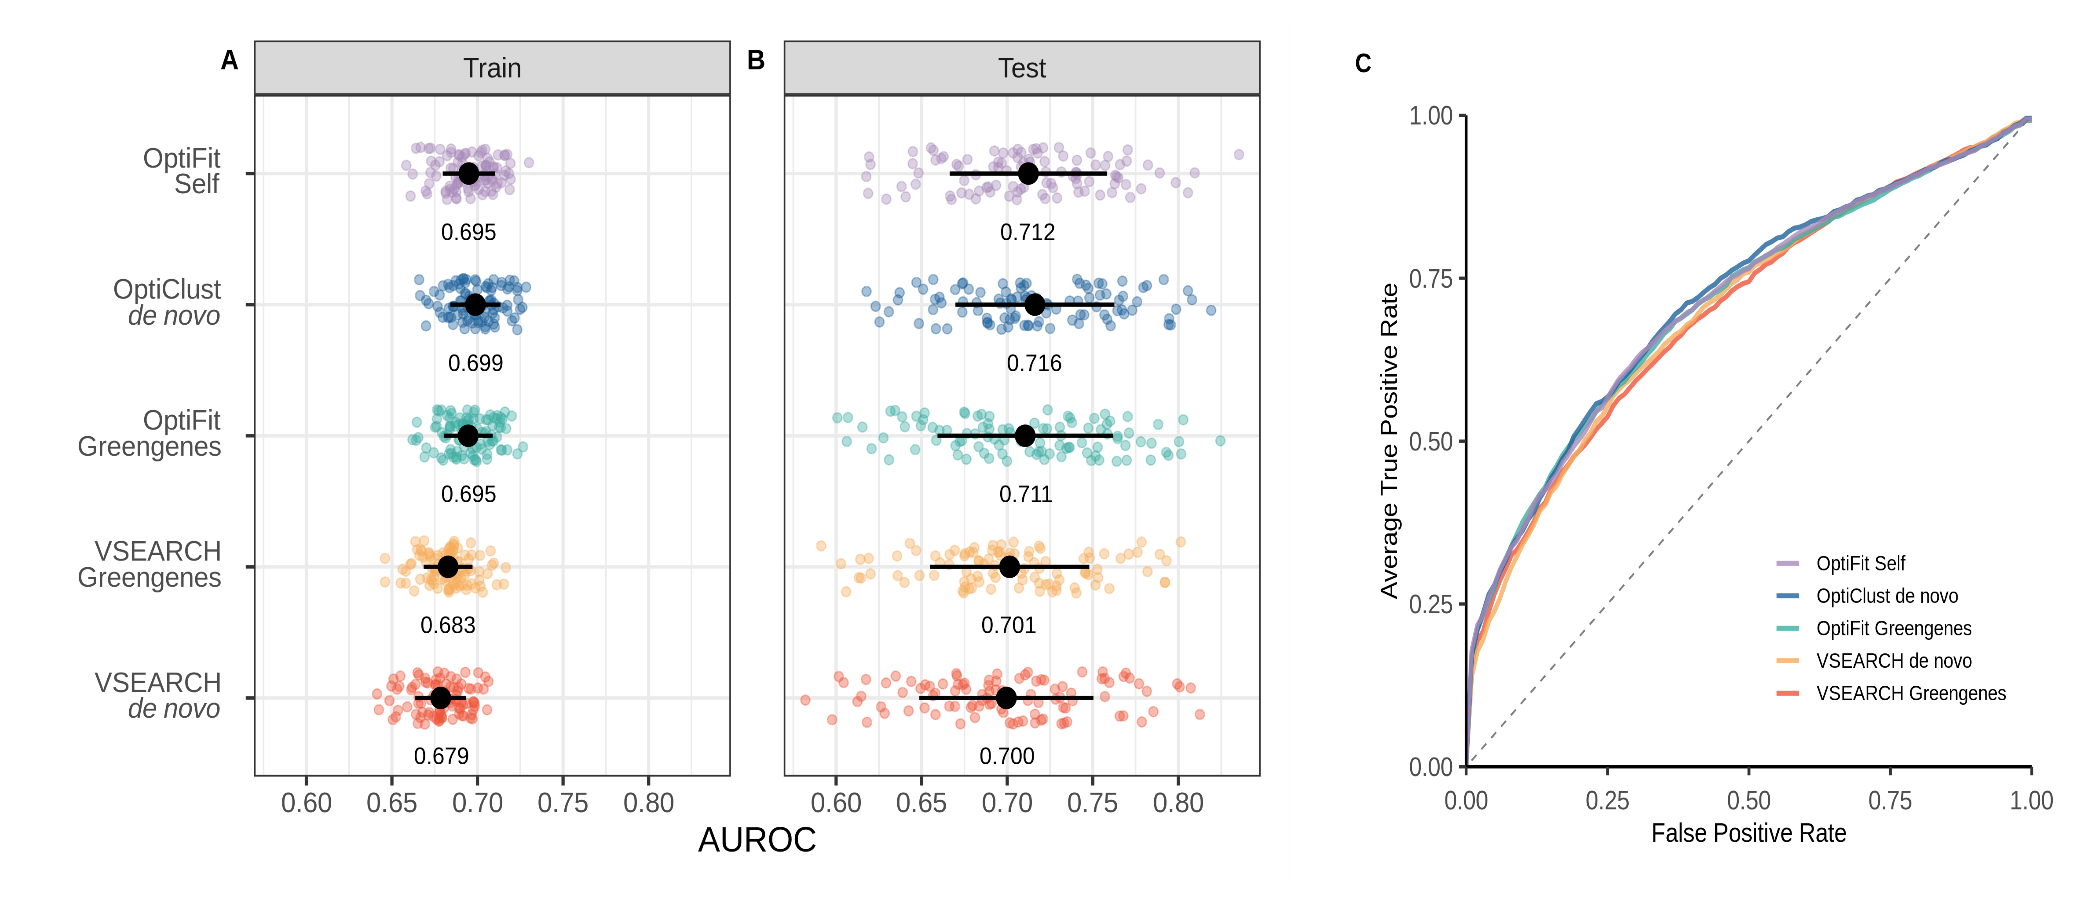 A
Train
B
Test
C
OptiFit
Self
OptiClust
de novo
OptiFit
Greengenes
VSEARCH
Greengenes
VSEARCH
de novo
0.695
0.699
0.695
0.683
0.679
0.712
0.716
0.711
0.701
0.700
0.60 0.65 0.70 0.75 0.80
0.60 0.65 0.70 0.75 0.80
AUROC
Average True Positive Rate
1.00
0.75
0.50
0.25
0.00
OptiFit Self
OptiClust de novo
OptiFit Greengenes
VSEARCH de novo
VSEARCH Greengenes
0.00 0.25 0.50 0.75 1.00
False Positive Rate